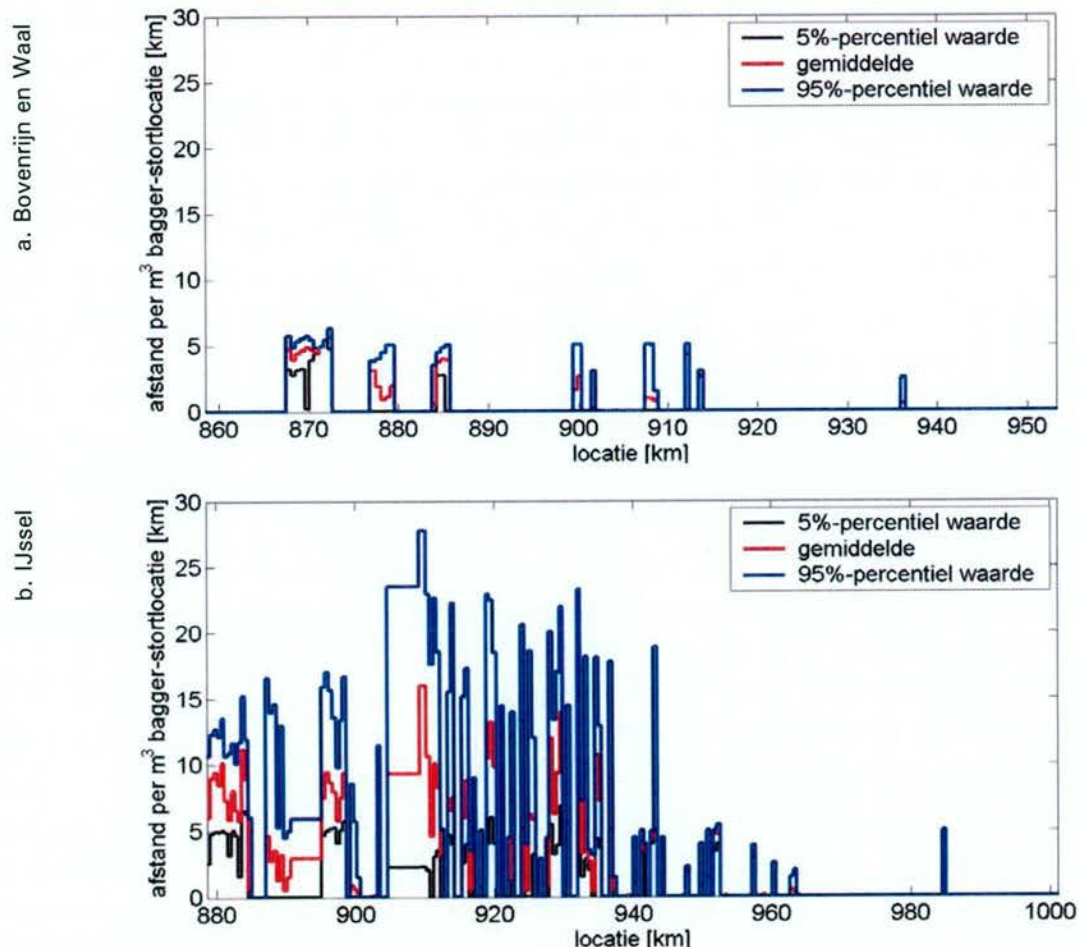 a. Bovenrijn en Waal
afstand per m³ bagger-stortlocatie [km]
30
25
20
15
10
5
0
5%-percentiel waarde
gemiddelde
95%-percentiel waarde
860 870 880 890 900 910 920 930 940 950
locatie [km]
b. IJssel
afstand per m³ bagger-stortlocatie [km]
30
25
20
15
10
5
0
5%-percentiel waarde
gemiddelde
95%-percentiel waarde
880 900 920 940 960 980 1000
locatie [km]